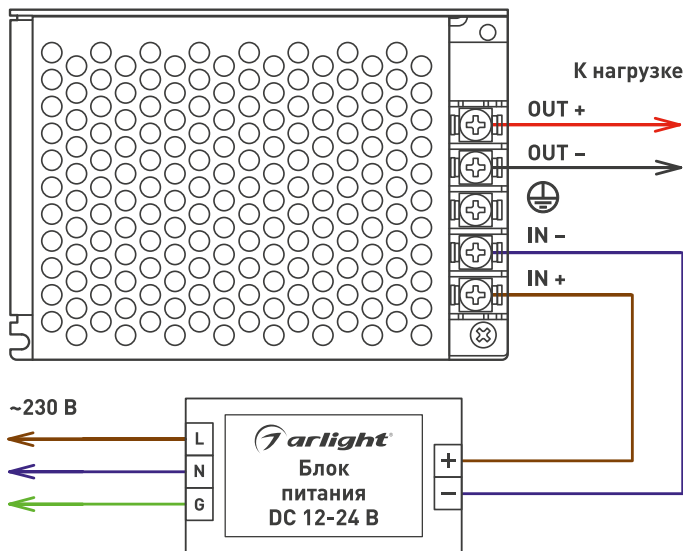 К нагрузке
OUT +
OUT –
IN –
IN +
~230 В
L
N
G
arlight
Блок
питания
DC 12-24 В
+
–